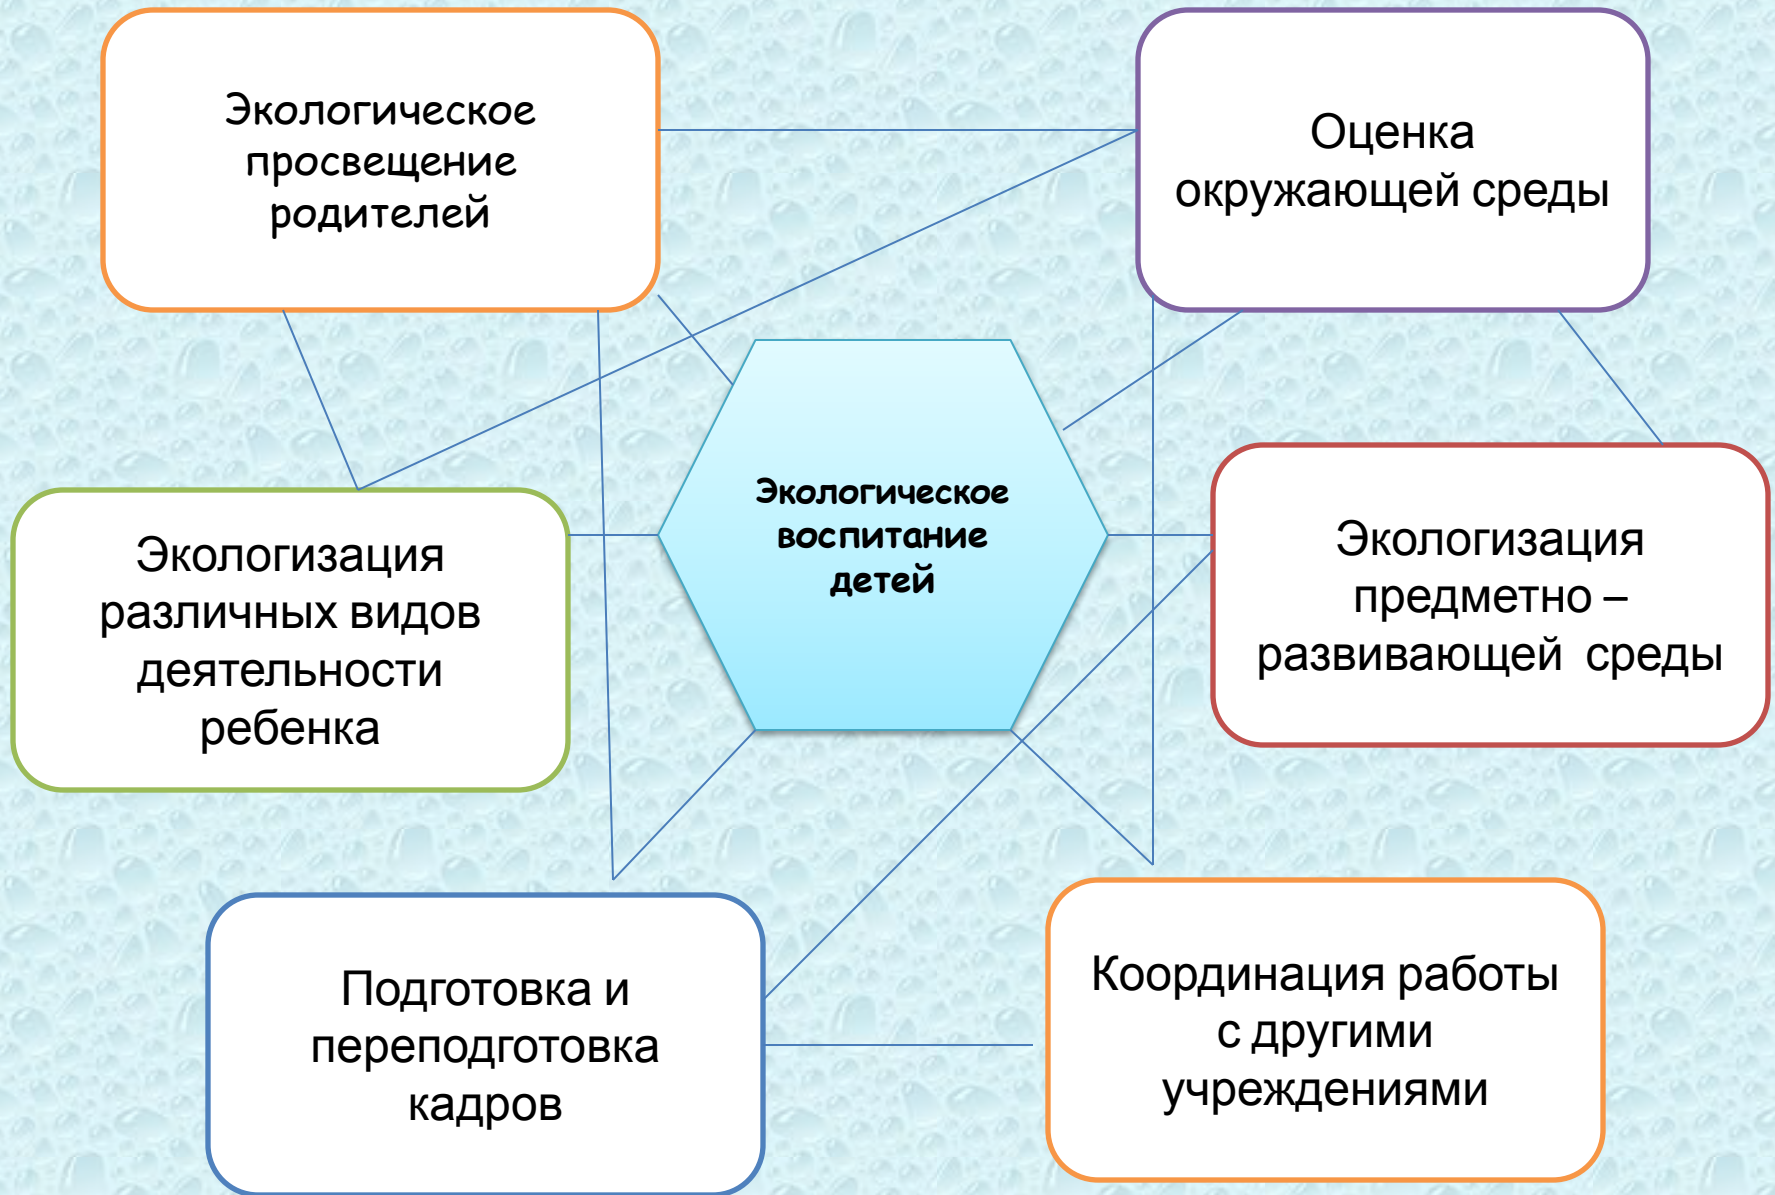 Экологическое
просвещение
родителей
Оценка
окружающей среды
Экологическое
воспитание
детей
Экологизация
различных видов
деятельности
ребенка
Экологизация
предметно –
развивающей среды
Подготовка и
переподготовка
кадров
Координация работы
с другими
учреждениями